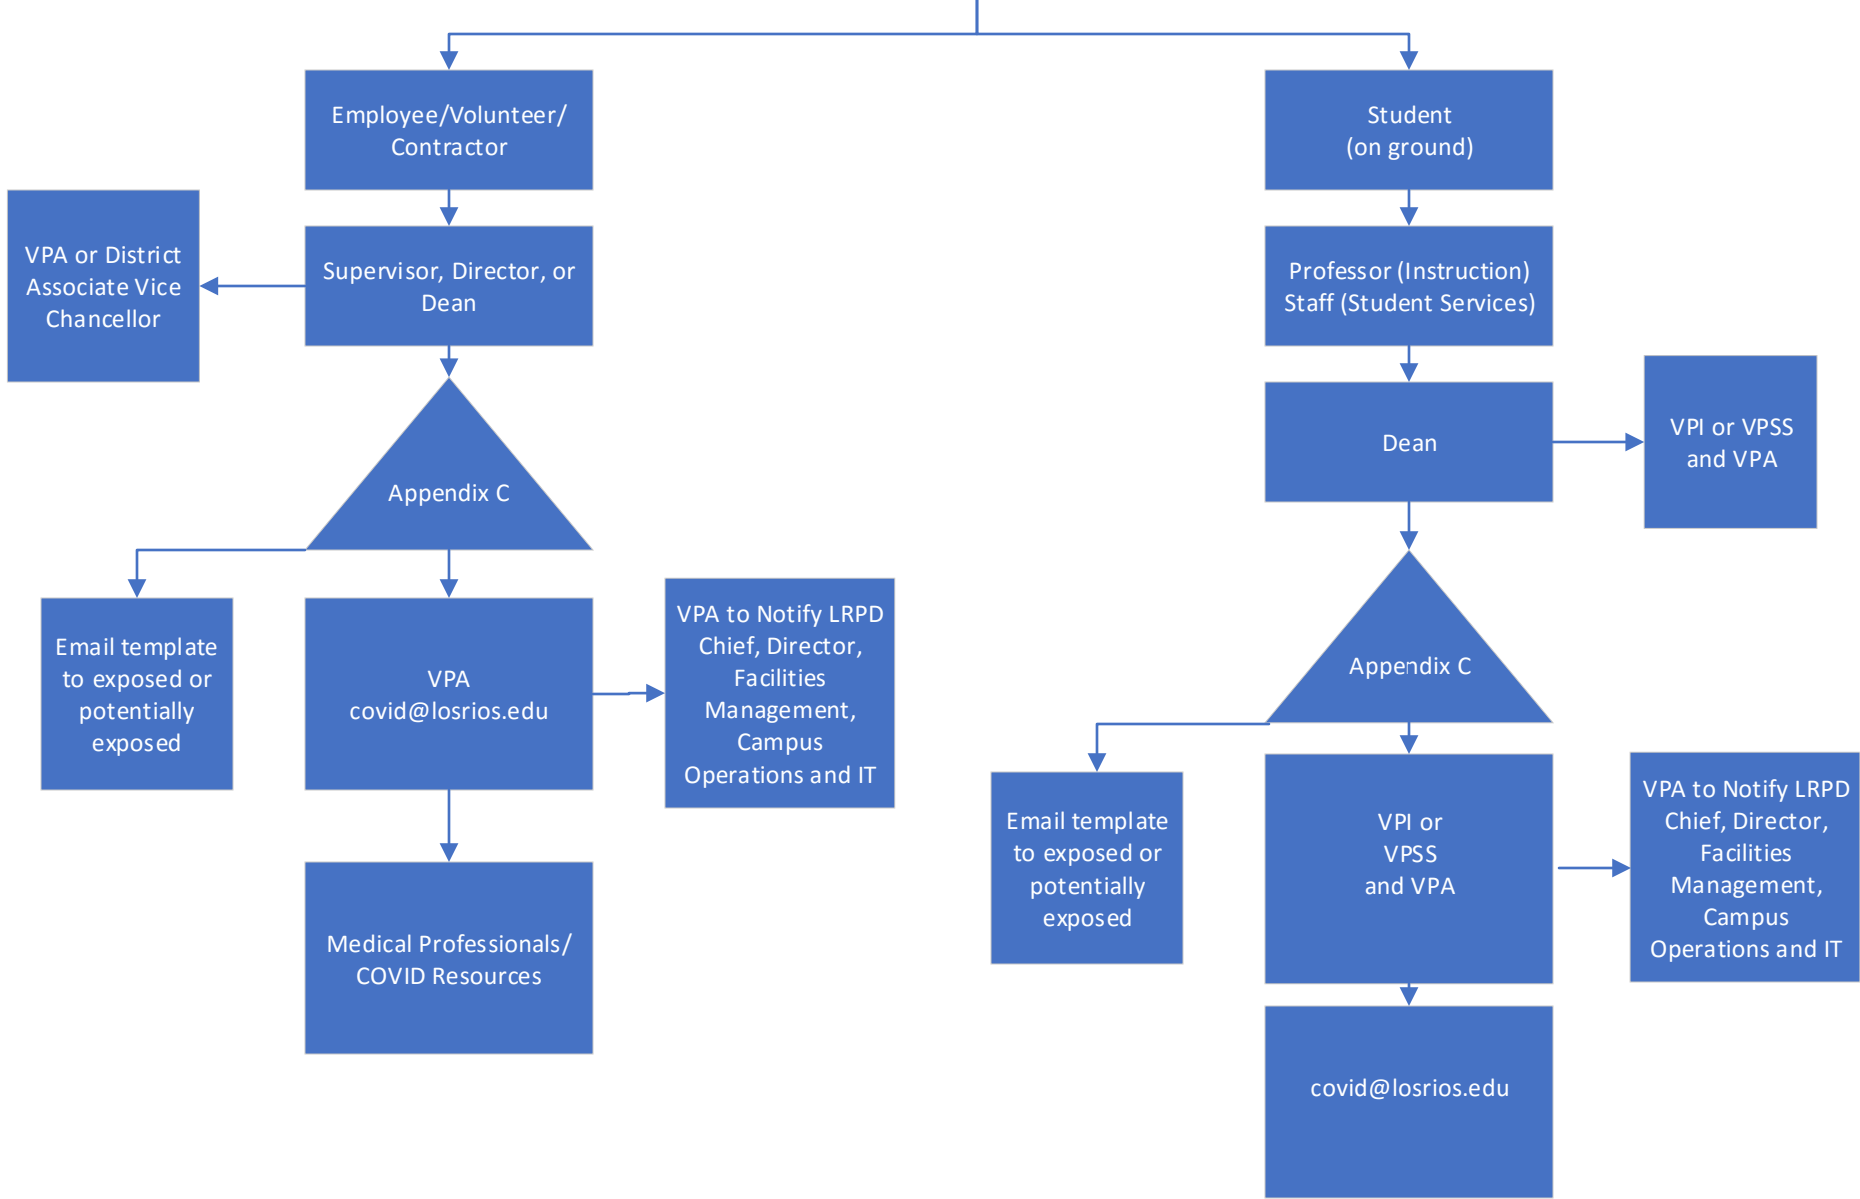 Employee/Volunteer/
Contractor
Student
(on ground)
VPA or District
Associate Vice
Chancellor
Supervisor, Director, or
Dean
Professor (Instruction)
Staff (Student Services)
Dean
VPI or VPSS
and VPA
Appendix C
Email template
to exposed or
potentially
exposed
VPA
covid@losrios.edu
VPA to Notify LRPD
Chief, Director,
Facilities
Management,
Campus
Operations and IT
Appendix C
Email template
to exposed or
potentially
exposed
VPI or
VPSS
and VPA
VPA to Notify LRPD
Chief, Director,
Facilities
Management,
Campus
Operations and IT
Medical Professionals/
COVID Resources
covid@losrios.edu